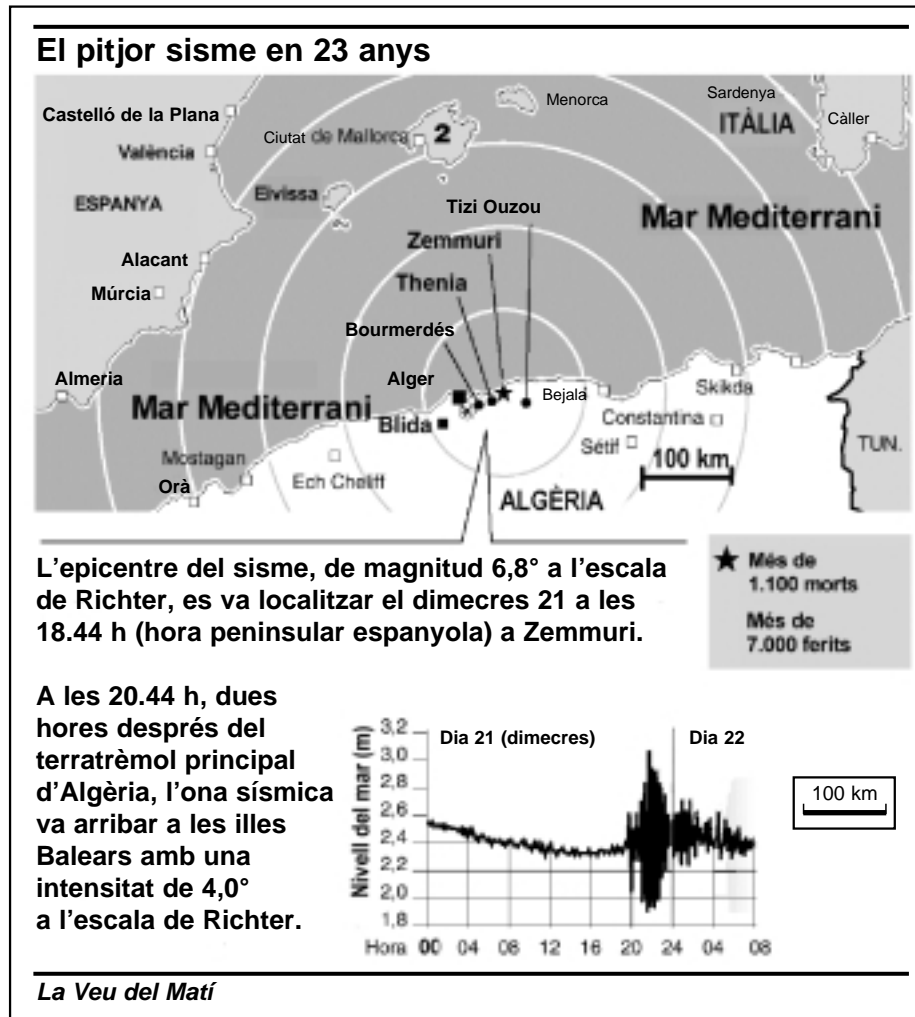 El pitjor sisme en 23 anys
Castelló de la Plana
València
ESPANYA
Alacant
Múrcia
Almeria
Ciutat de Mallorca
2
Eivissa
Menorca
Sardenya
ITÀLIA
Càller
Mar Mediterrani
Tizi Ouzou
Zemmuri
Thenia
Bourmerdés
Alger
Blida
Mar Mediterrani
Mostagan
Orà
Ech Cheliff
Bejala
Skikda
Constantina
Sétif
100 km
TUN.
ALGÈRIA
L'epicentre del sisme, de magnitud 6,8° a l'escala
de Richter, es va localitzar el dimecres 21 a les
18.44 h (hora peninsular espanyola) a Zemmuri.
Més de
1.100 morts
Més de
7.000 ferits
A les 20.44 h, dues
hores després del
terratrèmol principal
d'Algèria, l'ona sísmica
va arribar a les illes
Balears amb una
intensitat de 4,0°
a l'escala de Richter.
Nivell del mar (m)
3,2
3,0
2,8
2,6
2,4
2,2
2,0
1,8
Dia 21 (dimecres)
Dia 22
Hora 00 04 08 12 16 20 24 04 08
100 km
La Veu del Matí